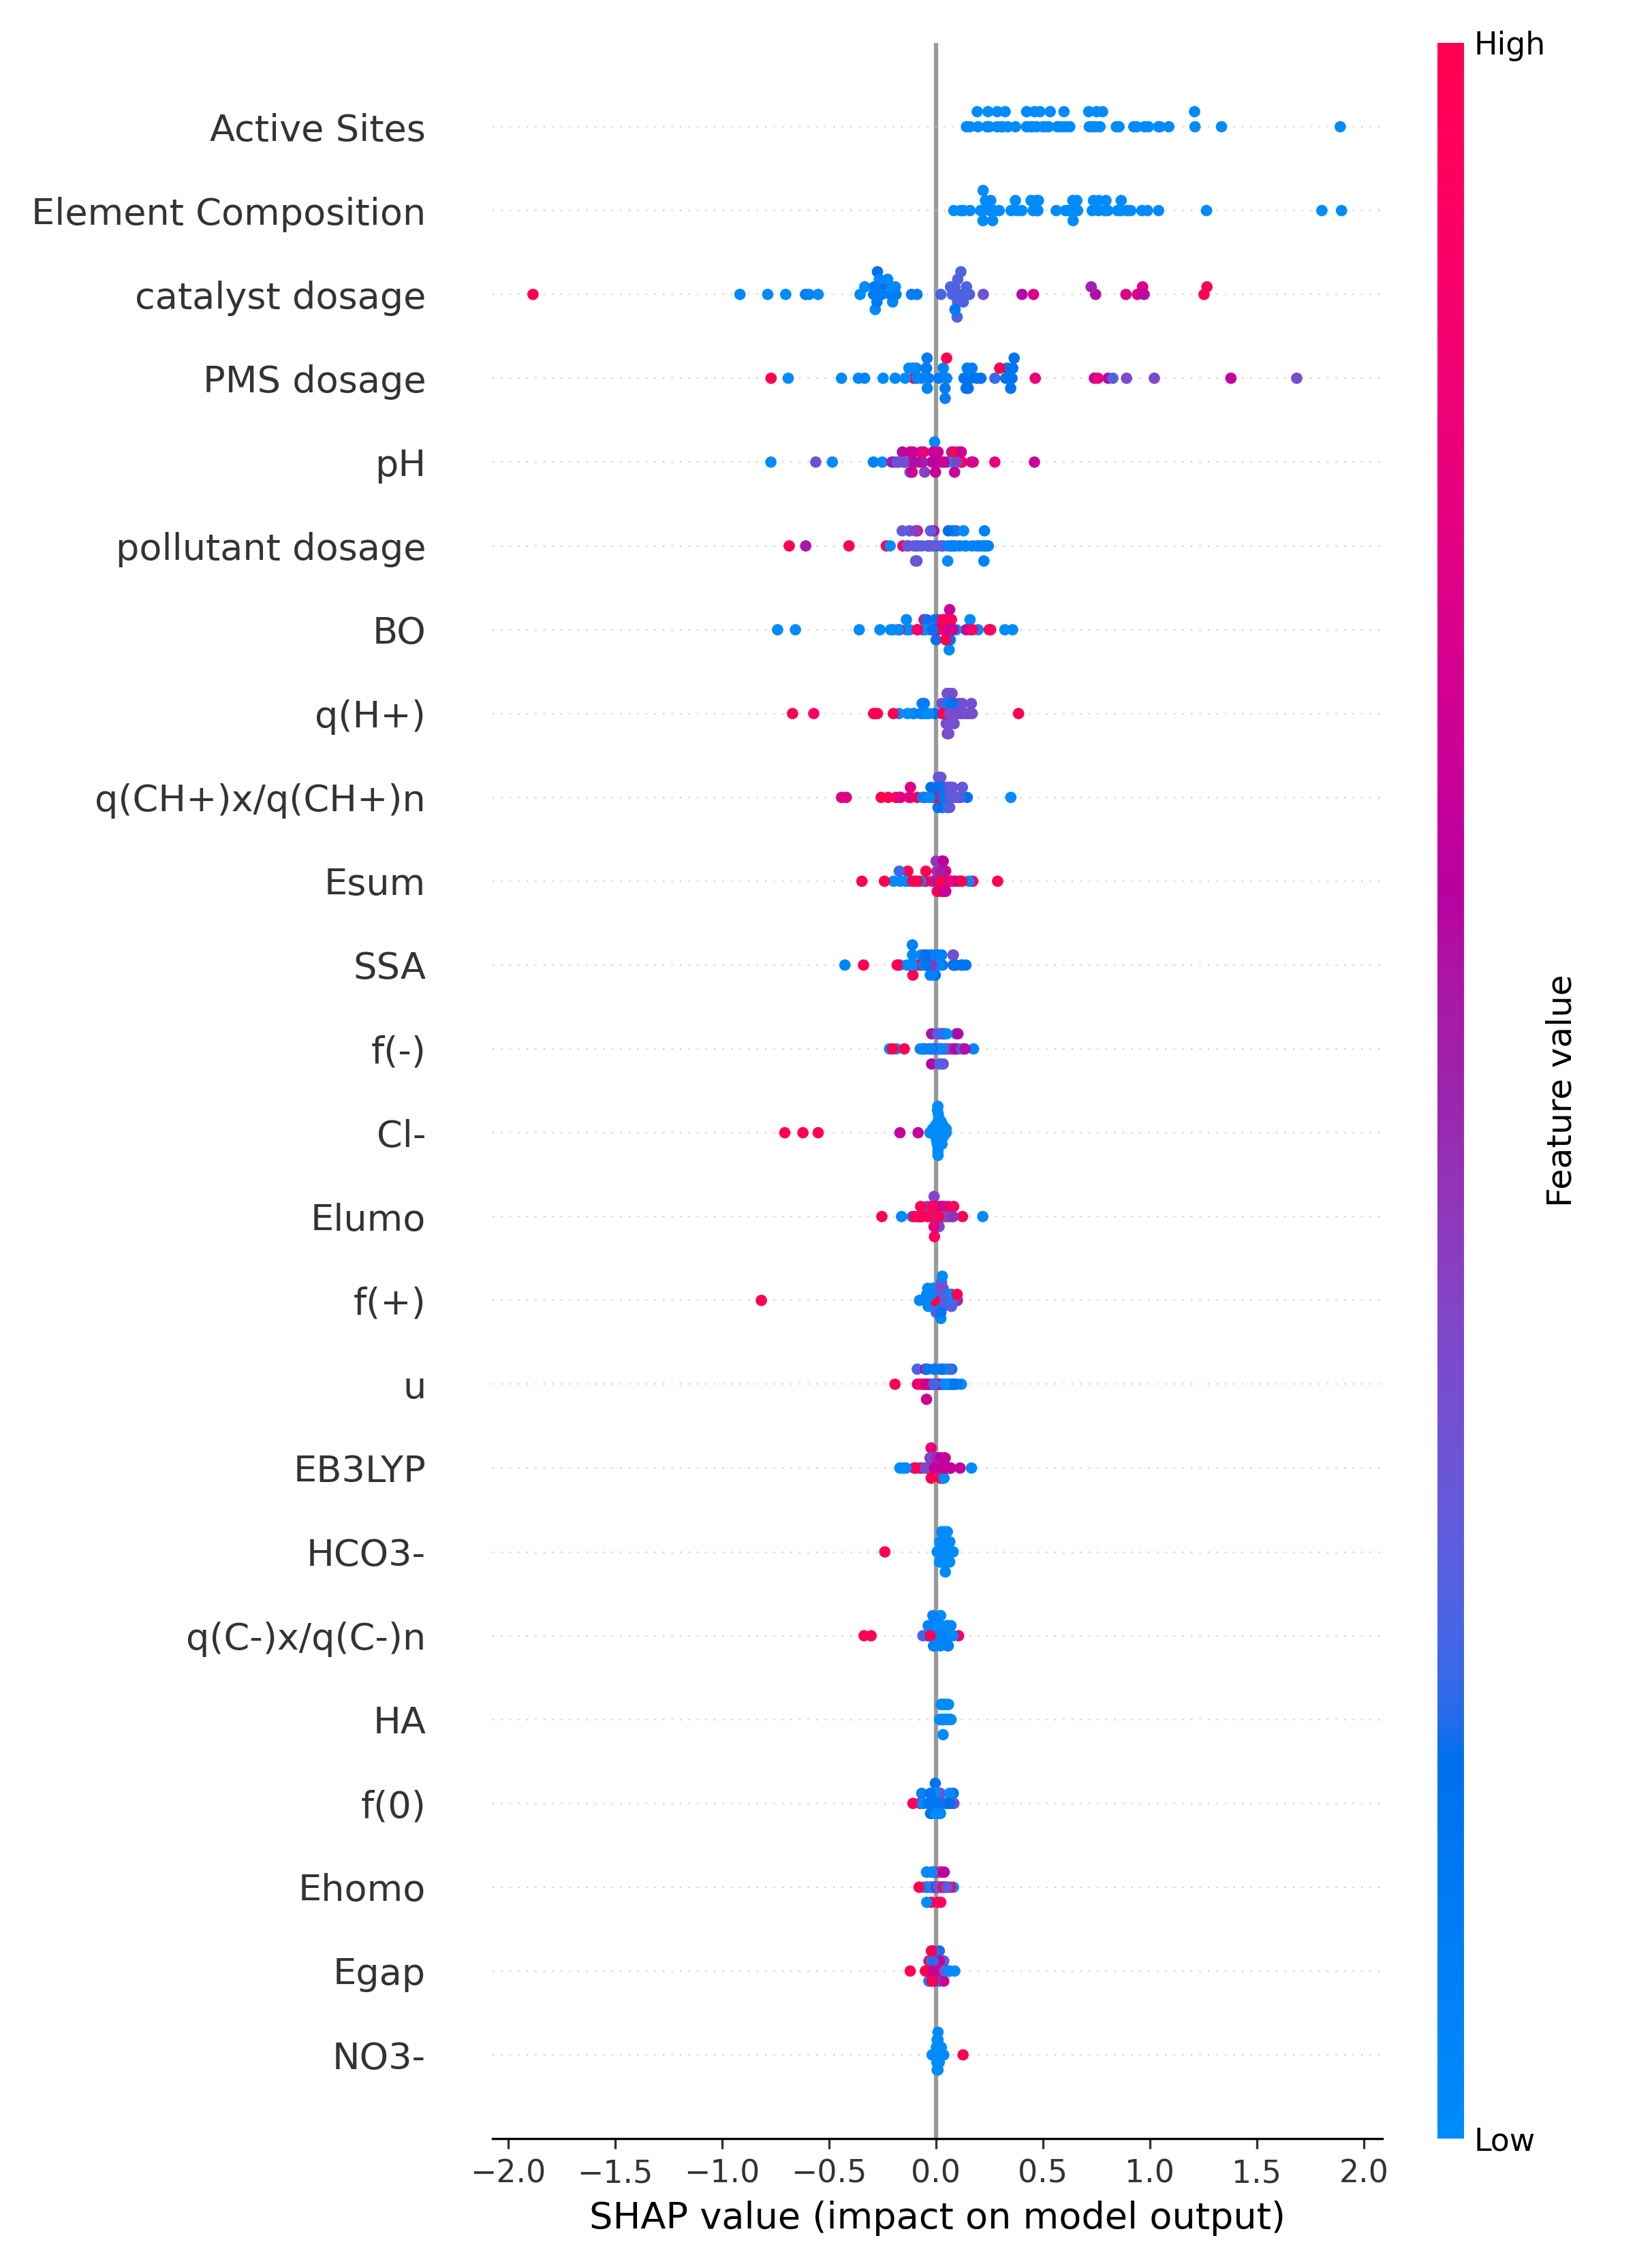 High
Active Sites
Element Composition
catalyst dosage
PMS dosage
pH
pollutant dosage
BO
q(H+)
q(CH+)x/q(CH+)n
Esum
SSA
f(-)
Cl-
Elumo
f(+)
u
EB3LYP
HCO3-
q(C-)x/q(C-)n
HA
f(0)
Ehomo
Egap
NO3-
Feature value
Low
−2.0 −1.5 −1.0 −0.5 0.0 0.5 1.0 1.5 2.0
SHAP value (impact on model output)